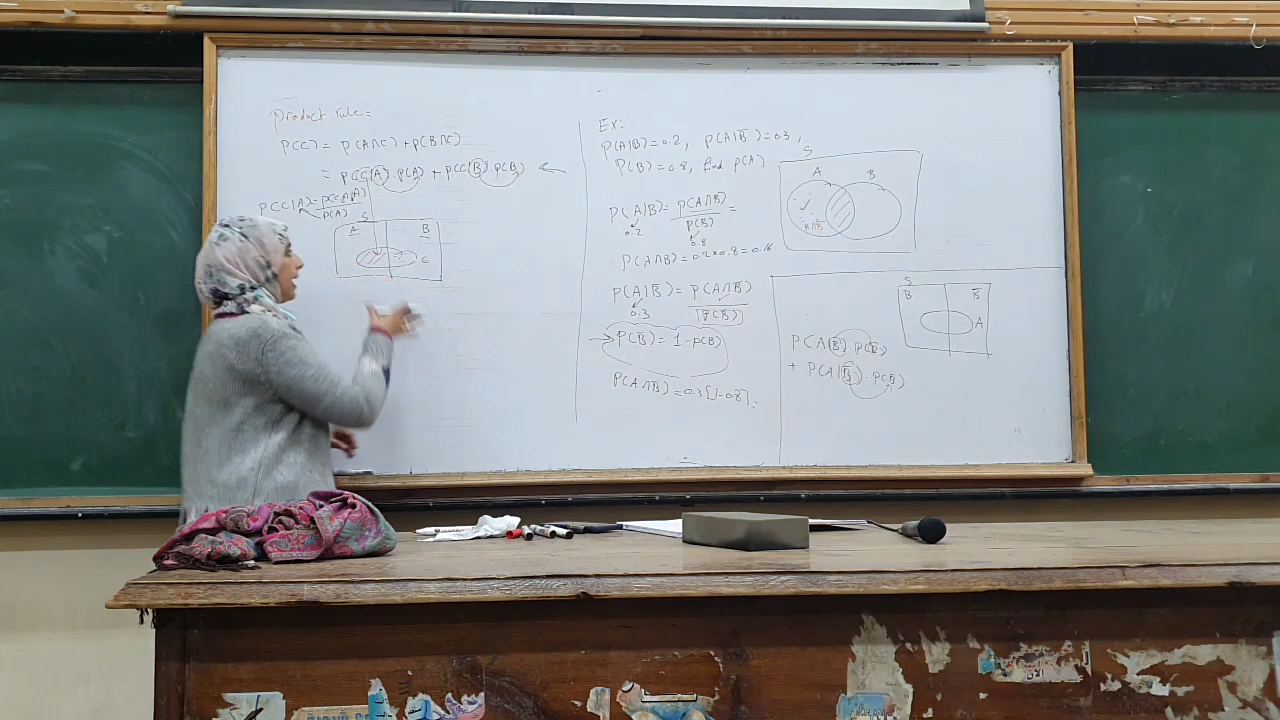 Product rule=
P(C) = P(A∩C) + P(B∩C)
= P(C|A) · P(A) + P(C|B) · P(B) ←
P(C|A) = P(C∩A)
P(A)
S
A B
C
Ex:
P(A|B) = 0.2, P(A|B̅) = 0.3,
P(B) = 0.8, find P(A)
P(A|B) = P(A∩B) =
P(B)
0.2
0.8
P(A∩B) = 0.2×0.8 = 0.16
P(A|B̅) = P(A∩B̅)
P(B̅)
0.3
P(B̅) = 1 - P(B)
P(A∩B̅) = 0.3[1-0.8] =
S
A B
A∩B̅
S
B B̅
A
P(A|B) · P(B)
+ P(A|B̅) · P(B̅)
الآن